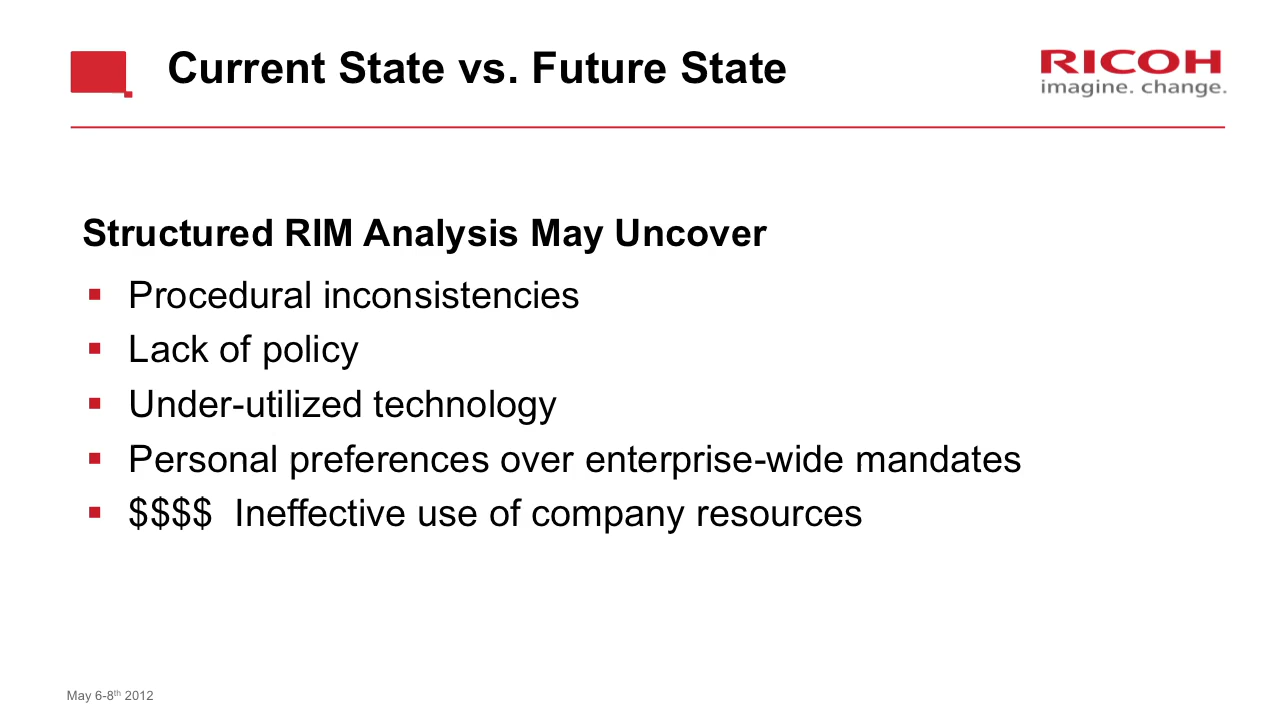 Current State vs. Future State
RICOH
imagine. change.
Structured RIM Analysis May Uncover
▪ Procedural inconsistencies
▪ Lack of policy
▪ Under-utilized technology
▪ Personal preferences over enterprise-wide mandates
▪ $$$$  Ineffective use of company resources
May 6-8th 2012